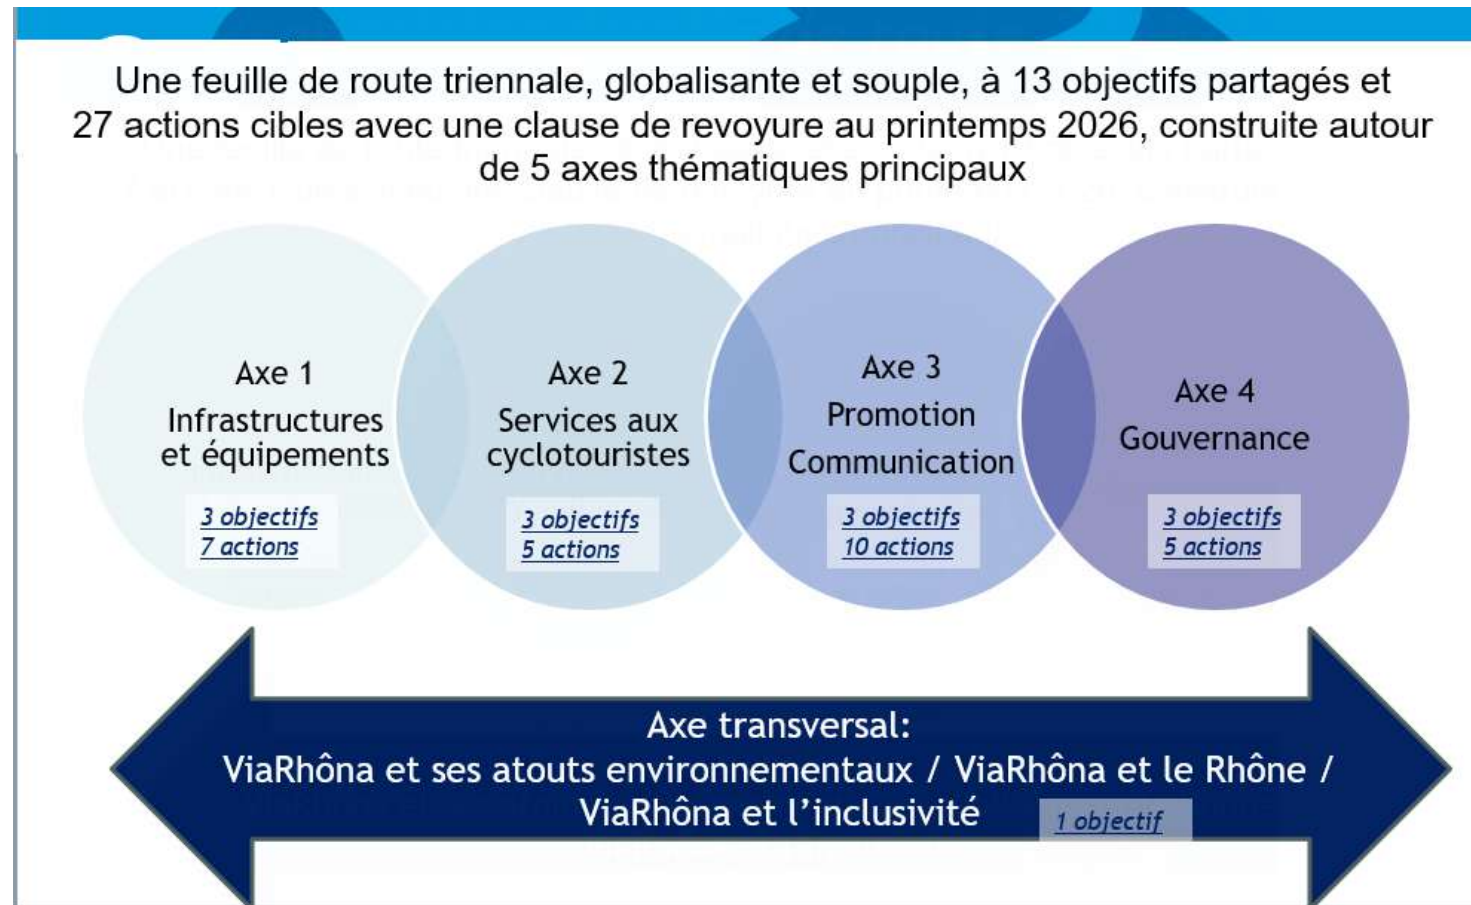 Une feuille de route triennale, globalisante et souple, à 13 objectifs partagés et
27 actions cibles avec une clause de revoyure au printemps 2026, construite autour
de 5 axes thématiques principaux
Axe 1
Infrastructures
et équipements
3 objectifs
7 actions
Axe 2
Services aux
cyclotouristes
3 objectifs
5 actions
Axe 3
Promotion
Communication
3 objectifs
10 actions
Axe 4
Gouvernance
3 objectifs
5 actions
Axe transversal:
ViaRhôna et ses atouts environnementaux / ViaRhôna et le Rhône /
ViaRhôna et l’inclusivité
1 objectif